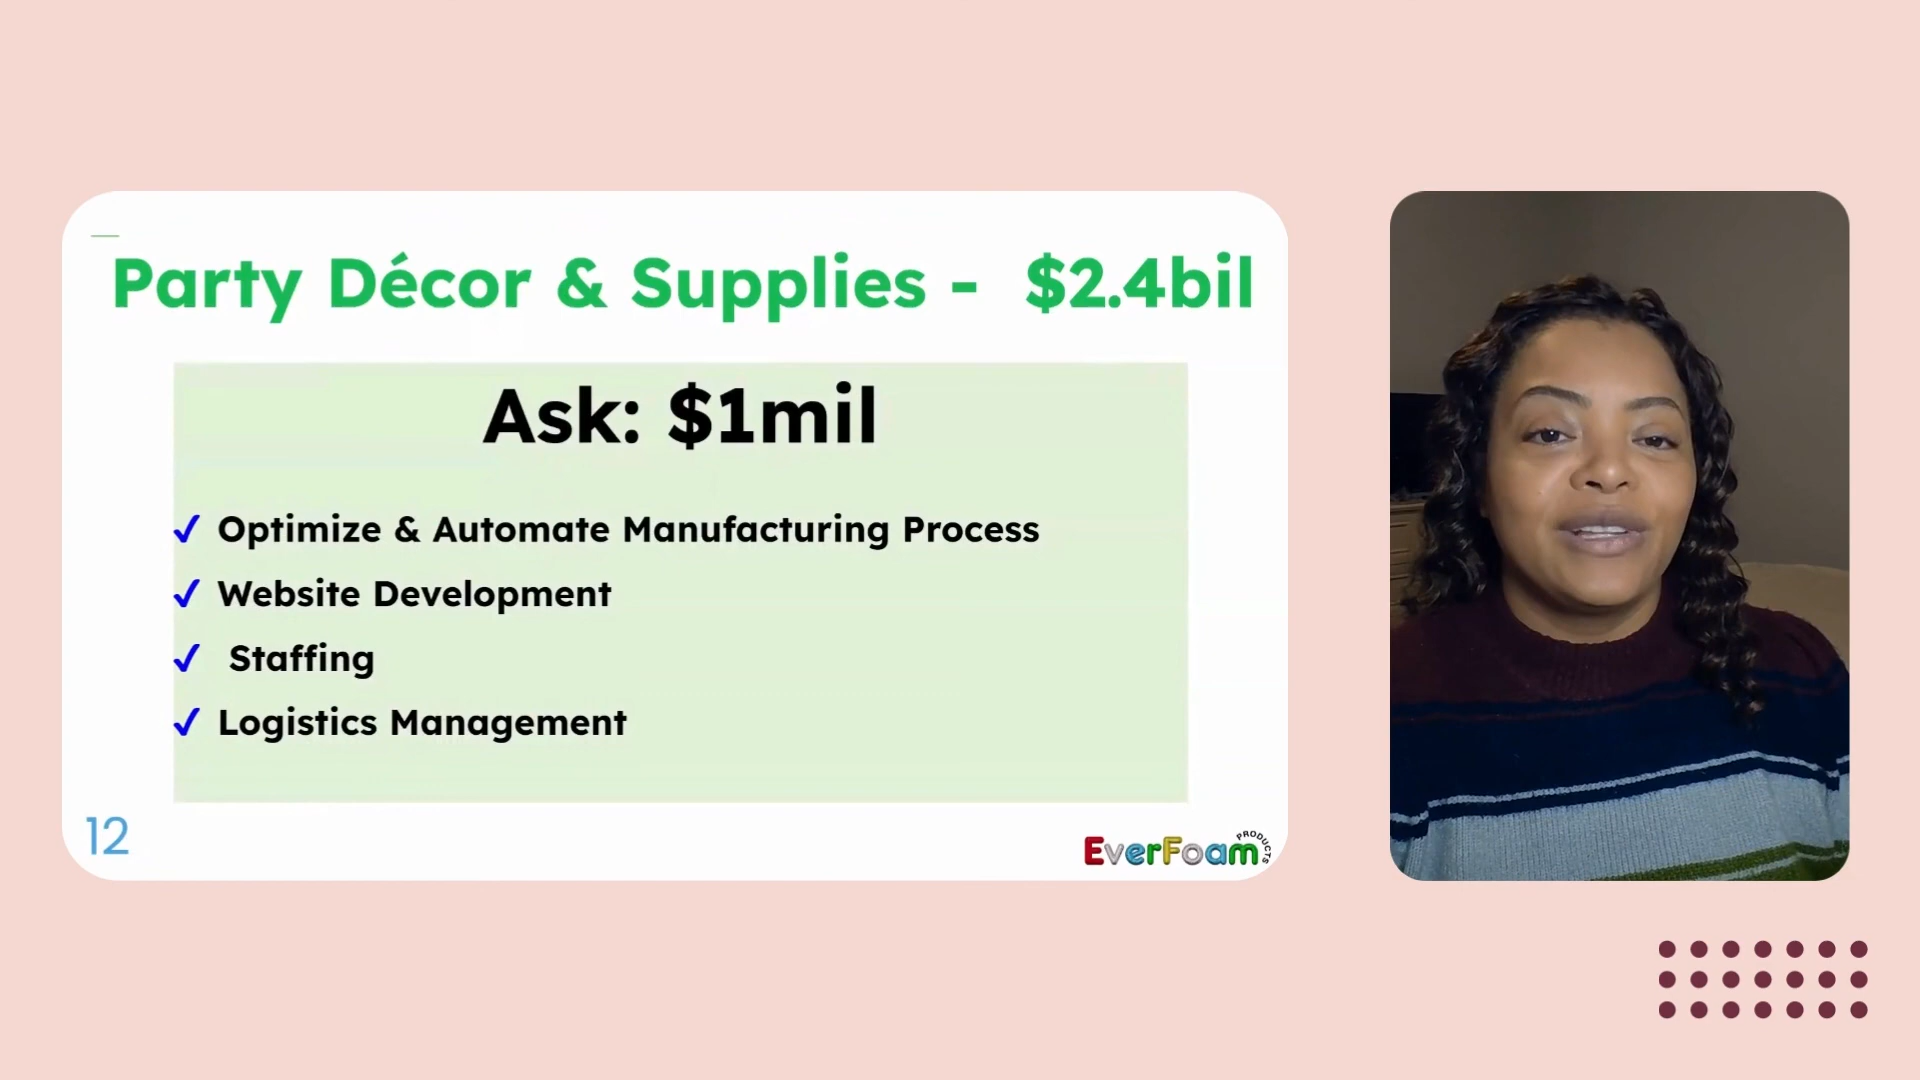 Party Décor & Supplies - $2.4bil
Ask: $1mil
✓ Optimize & Automate Manufacturing Process
✓ Website Development
✓ Staffing
✓ Logistics Management
12
EverFoam PRODUCTS